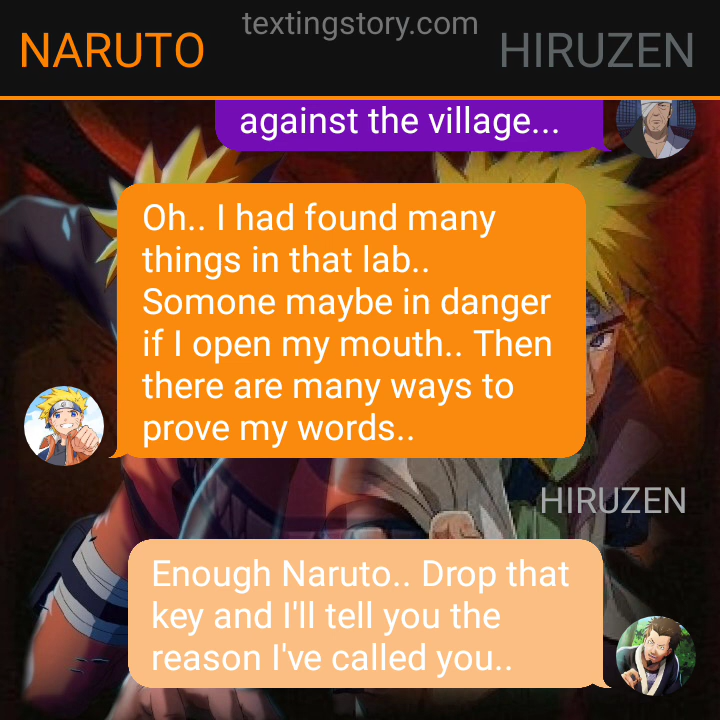 textingstory.com
NARUTO
HIRUZEN
against the village...
Oh.. I had found many
things in that lab..
Somone maybe in danger
if I open my mouth.. Then
there are many ways to
prove my words..
HIRUZEN
Enough Naruto.. Drop that
key and I'll tell you the
reason I've called you..